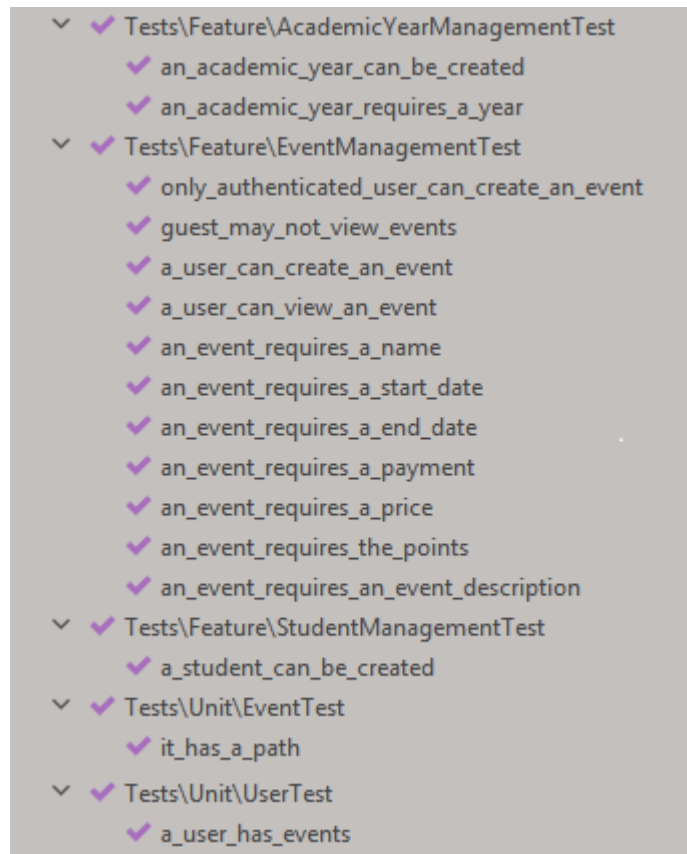 Tests\Feature\AcademicYearManagementTest
an_academic_year_can_be_created
an_academic_year_requires_a_year
Tests\Feature\EventManagementTest
only_authenticated_user_can_create_an_event
guest_may_not_view_events
a_user_can_create_an_event
a_user_can_view_an_event
an_event_requires_a_name
an_event_requires_a_start_date
an_event_requires_a_end_date
an_event_requires_a_payment
an_event_requires_a_price
an_event_requires_the_points
an_event_requires_an_event_description
Tests\Feature\StudentManagementTest
a_student_can_be_created
Tests\Unit\EventTest
it_has_a_path
Tests\Unit\UserTest
a_user_has_events